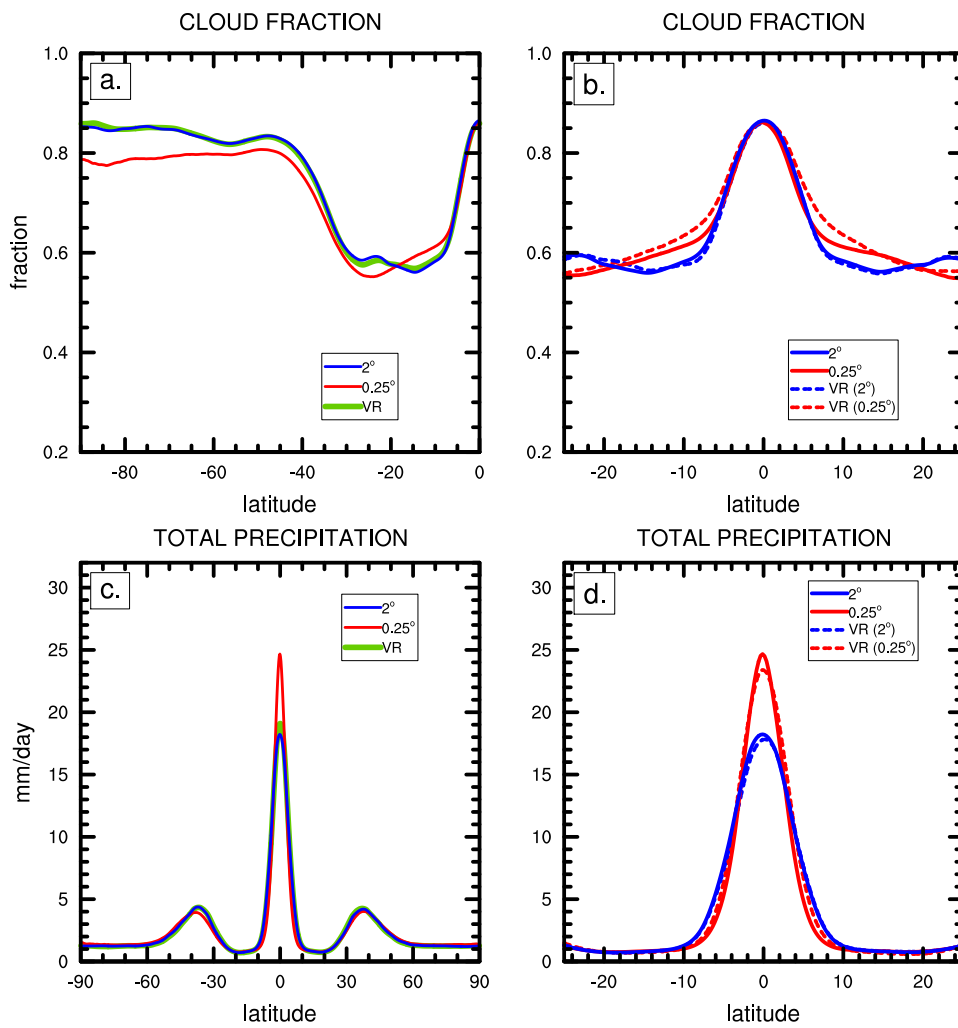 CLOUD FRACTION
a.
1.0
0.8
0.6
0.4
0.2
fraction
2°
0.25°
VR
-80 -60 -40 -20 0
latitude
CLOUD FRACTION
b.
1.0
0.8
0.6
0.4
0.2
2°
0.25°
VR (2°)
VR (0.25°)
-20 -10 0 10 20
latitude
TOTAL PRECIPITATION
c.
30
25
20
15
10
5
0
mm/day
2°
0.25°
VR
-90 -60 -30 0 30 60 90
latitude
TOTAL PRECIPITATION
d.
30
25
20
15
10
5
0
2°
0.25°
VR (2°)
VR (0.25°)
-20 -10 0 10 20
latitude